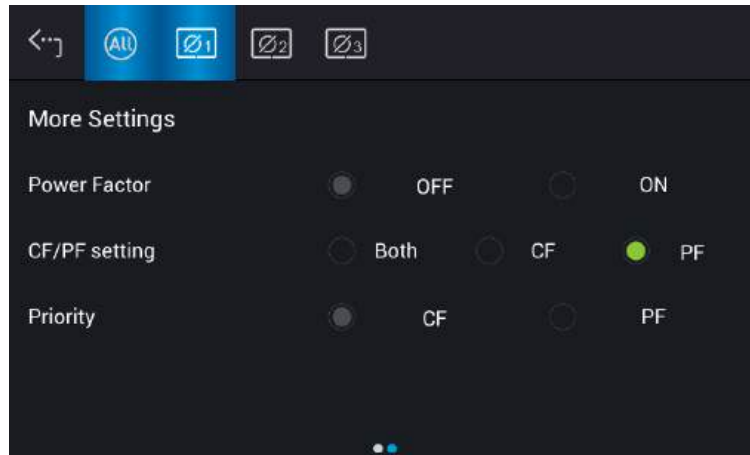 All Ø1 Ø2 Ø3
More Settings
Power Factor OFF ON
CF/PF setting Both CF PF
Priority CF PF